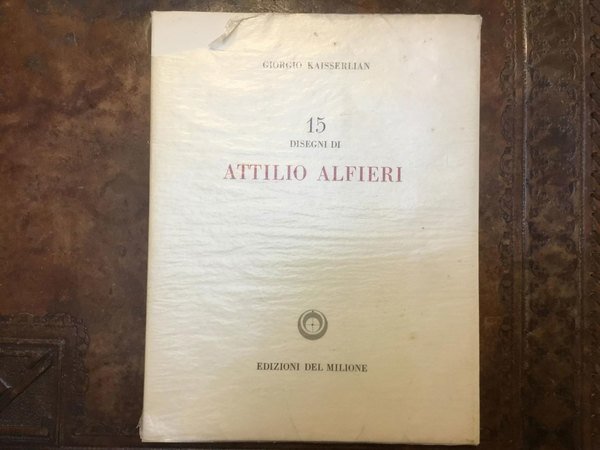 GIORGIO KAISSERLIAN
15
DISEGNI DI
ATTILIO ALFIERI
EDIZIONI DEL MILIONE